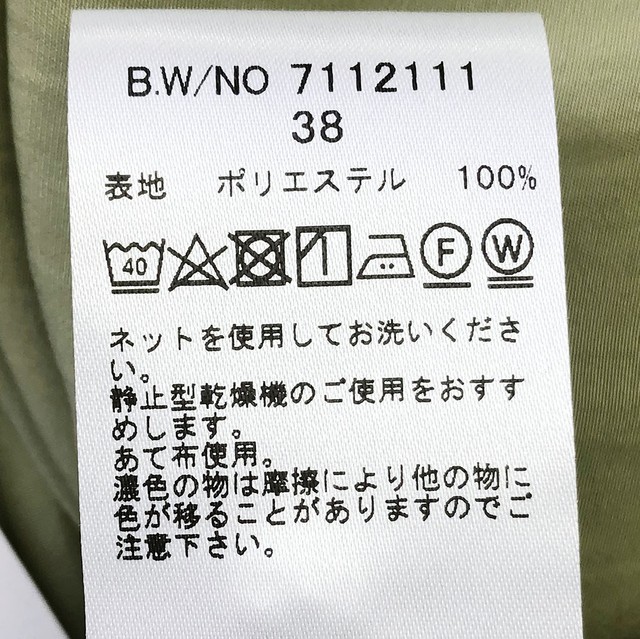 B.W/NO 7112111
38
表地 ポリエステル 100%
40 F W
ネットを使用してお洗いくださ
い。
静止型乾燥機のご使用をおすす
めします。
あて布使用。
濃色の物は摩擦により他の物に
色が移ることがありますのでご
注意下さい。